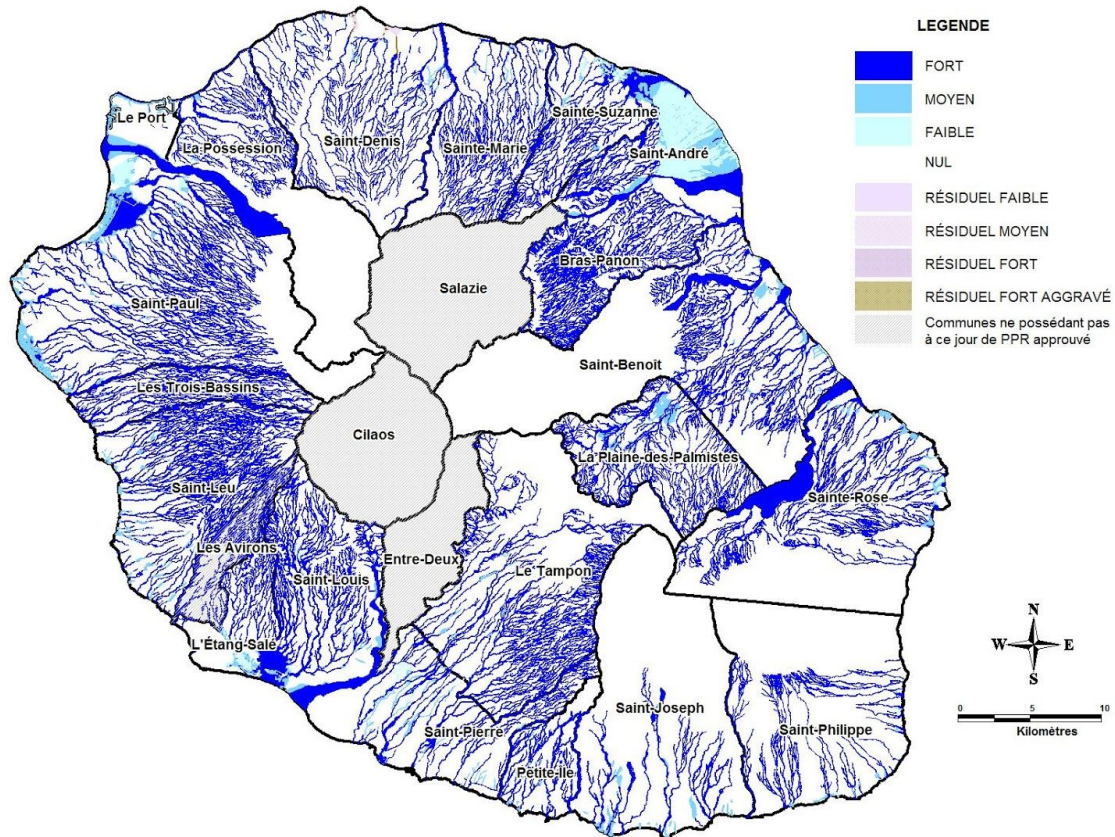 LEGENDE
FORT
MOYEN
FAIBLE
NUL
RÉSIDUEL FAIBLE
RÉSIDUEL MOYEN
RÉSIDUEL FORT
RÉSIDUEL FORT AGGRAVÉ
Communes ne possédant pas
à ce jour de PPR approuvé
Le Port
La Possession
Saint-Denis
Sainte-Marie
Sainte-Suzanne
Saint-André
Bras-Panon
Salazie
Saint-Paul
Saint-Benoît
Les Trois-Bassins
Cilaos
La Plaine-des-Palmistes
Saint-Leu
Sainte-Rose
Les Avirons
Entre-Deux
Saint-Louis
Le Tampon
L'Étang-Salé
Saint-Joseph
Saint-Pierre
Saint-Philippe
Petite-Île
N
W
E
S
0 5 10
Kilomètres